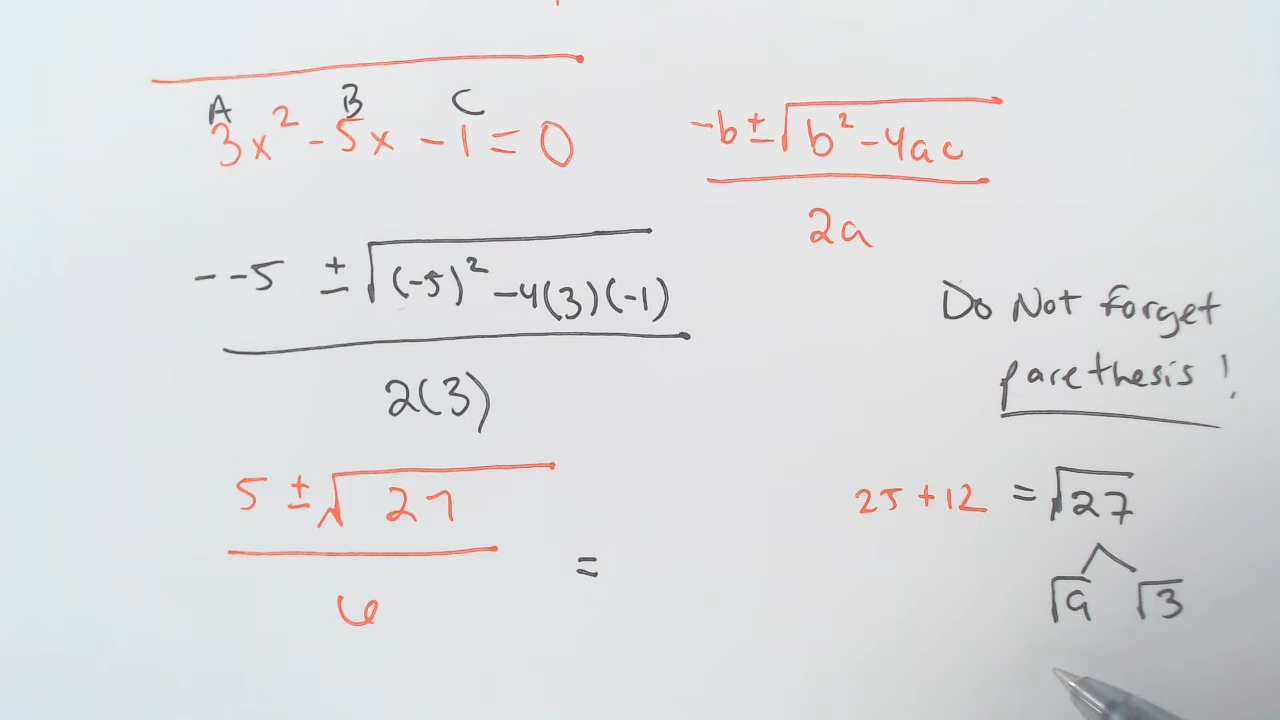 A B C
3x² - 5x - 1 = 0
-b ± √(b² - 4ac)
2a
- -5 ± √((-5)² - 4(3)(-1))
2(3)
Do Not forget
parethesis!
5 ± √27
6
=
25 + 12 = √27
√9 √3